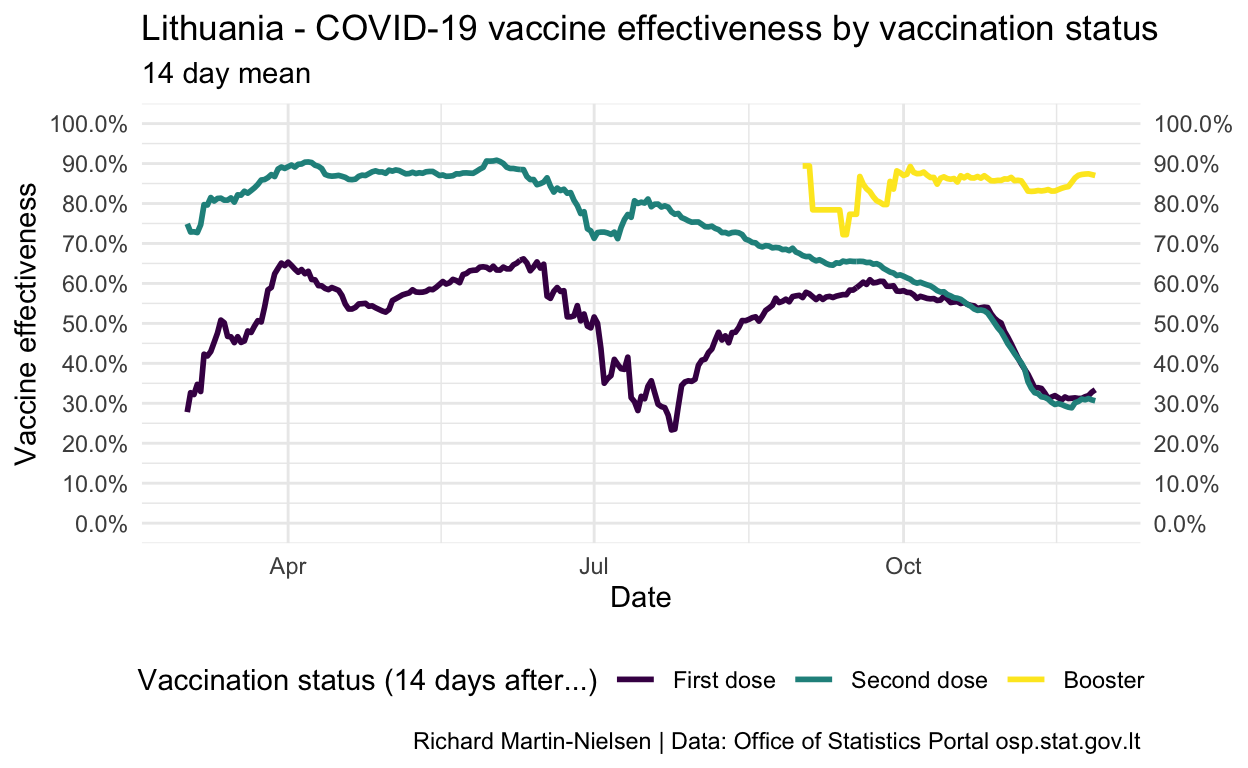 Lithuania - COVID-19 vaccine effectiveness by vaccination status
14 day mean
Vaccine effectiveness
100.0% 100.0%
90.0% 90.0%
80.0% 80.0%
70.0% 70.0%
60.0% 60.0%
50.0% 50.0%
40.0% 40.0%
30.0% 30.0%
20.0% 20.0%
10.0% 10.0%
0.0% 0.0%
Apr Jul Oct
Date
Vaccination status (14 days after...) First dose Second dose Booster
Richard Martin-Nielsen | Data: Office of Statistics Portal osp.stat.gov.lt